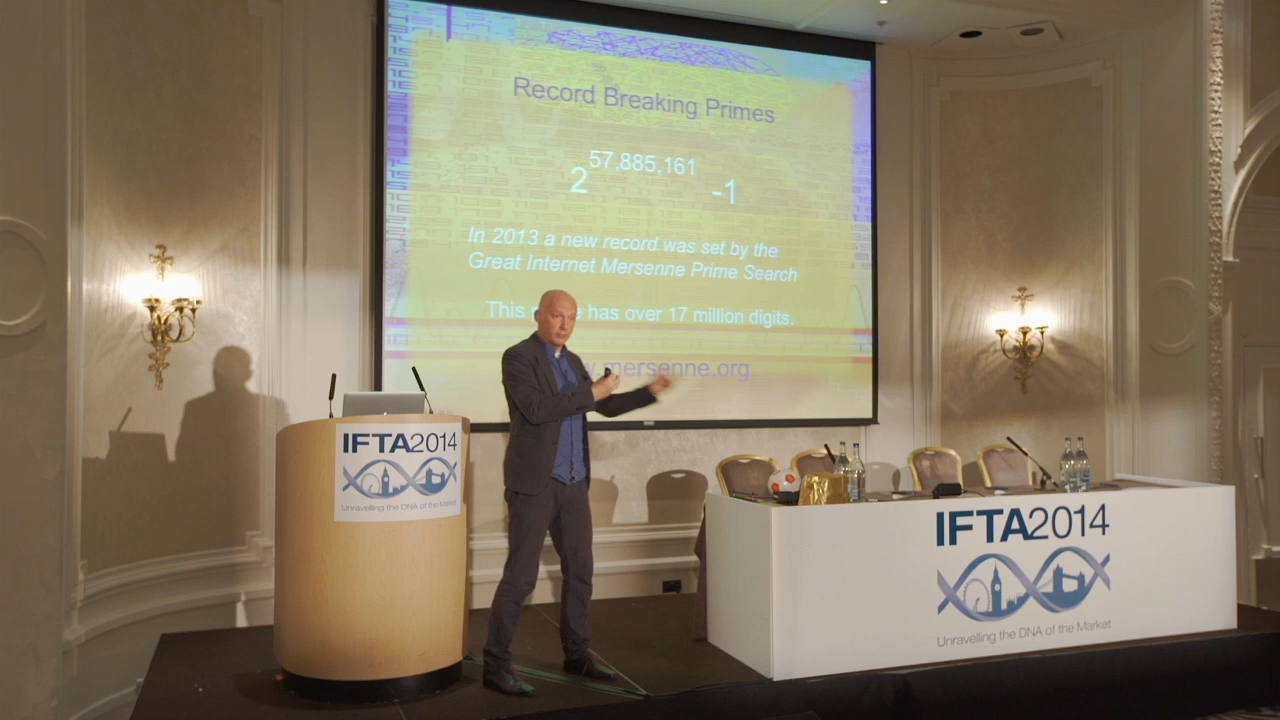 Record Breaking Primes
2^57,885,161 -1
In 2013 a new record was set by the
Great Internet Mersenne Prime Search
This has over 17 million digits.
mersenne.org
IFTA2014
Unravelling the DNA of the Market
IFTA2014
Unravelling the DNA of the Market